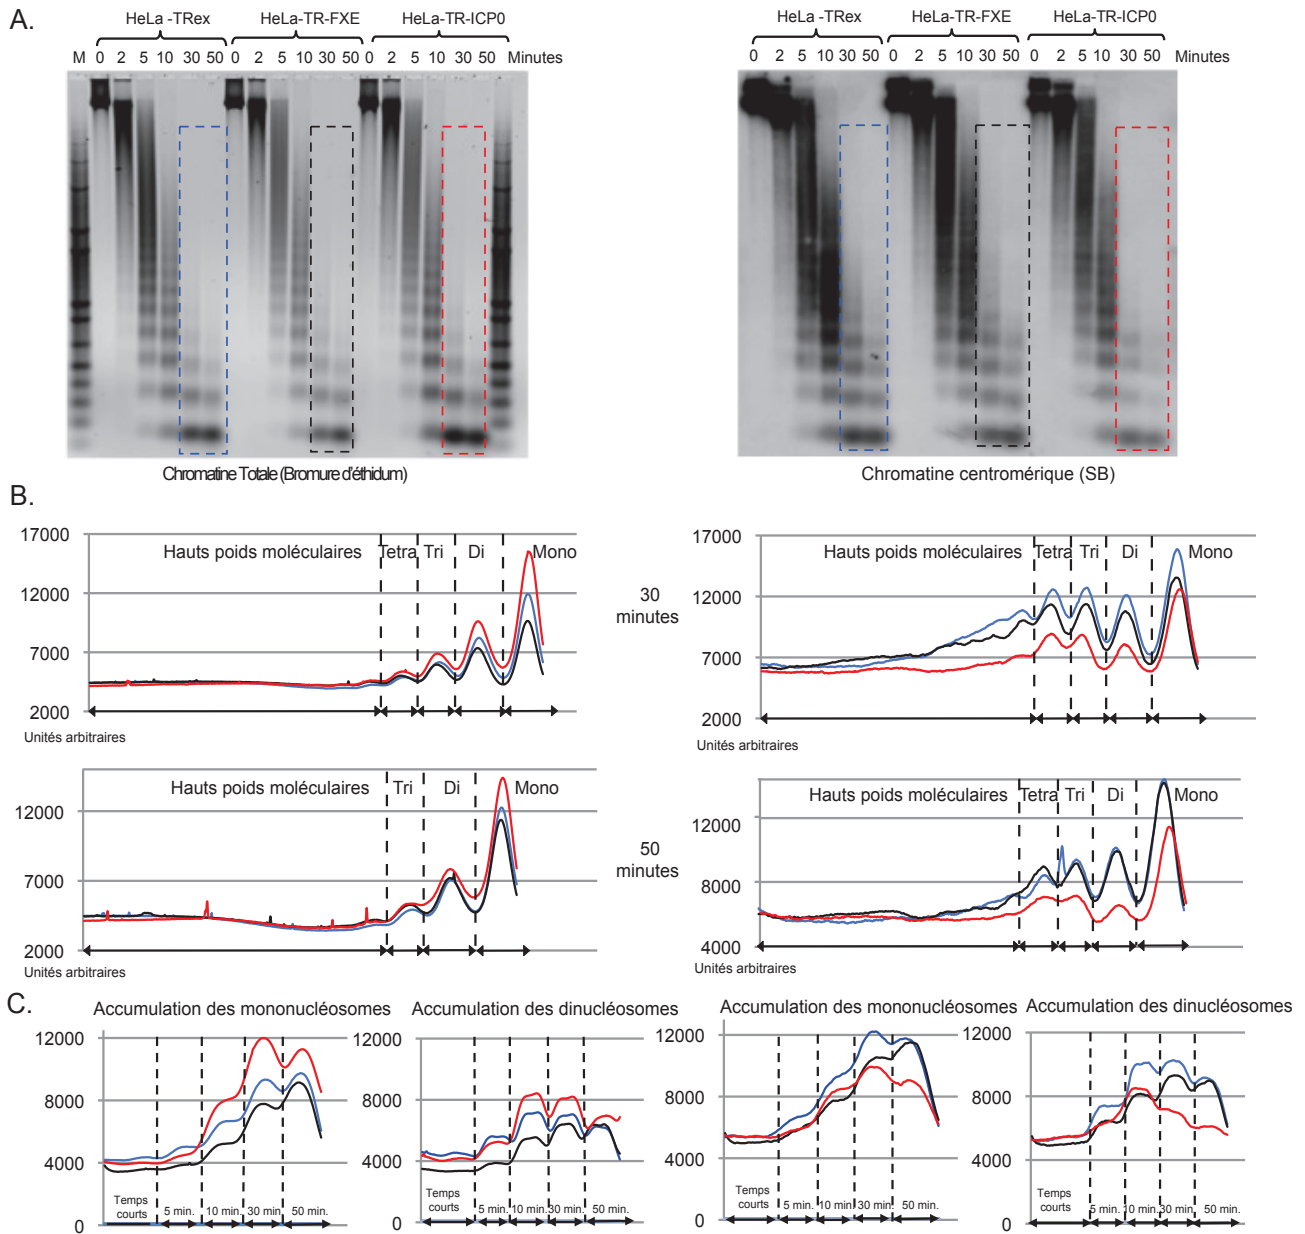 A.
HeLa -TRex HeLa-TR-FXE HeLa-TR-ICP0
M 0 2 5 10 30 50 0 2 5 10 30 50 0 2 5 10 30 50 Minutes
Chromatine Totale (Bromure d'éthidum)
HeLa -TRex HeLa-TR-FXE HeLa-TR-ICP0
0 2 5 10 30 50 0 2 5 10 30 50 0 2 5 10 30 50 Minutes
Chromatine centromérique (SB)
B.
17000
12000
7000
2000
Hauts poids moléculaires Tetra Tri Di Mono
Unités arbitraires
30 minutes
17000
12000
7000
2000
Hauts poids moléculaires Tetra Tri Di Mono
Unités arbitraires
12000
7000
2000
Hauts poids moléculaires Tri Di Mono
Unités arbitraires
50 minutes
12000
8000
4000
Hauts poids moléculaires Tetra Tri Di Mono
Unités arbitraires
C.
Accumulation des mononucléosomes
12000
8000
4000
0
Temps courts 5 min. 10 min. 30 min 50 min.
Accumulation des dinucléosomes
12000
8000
4000
0
Temps courts 5 min. 10 min. 30 min. 50 min.
Accumulation des mononucléosomes
12000
8000
4000
0
Temps courts 5 min. 10 min. 30 min. 50 min.
Accumulation des dinucléosomes
12000
8000
4000
0
Temps courts 5 min. 10 min. 30 min. 50 min.